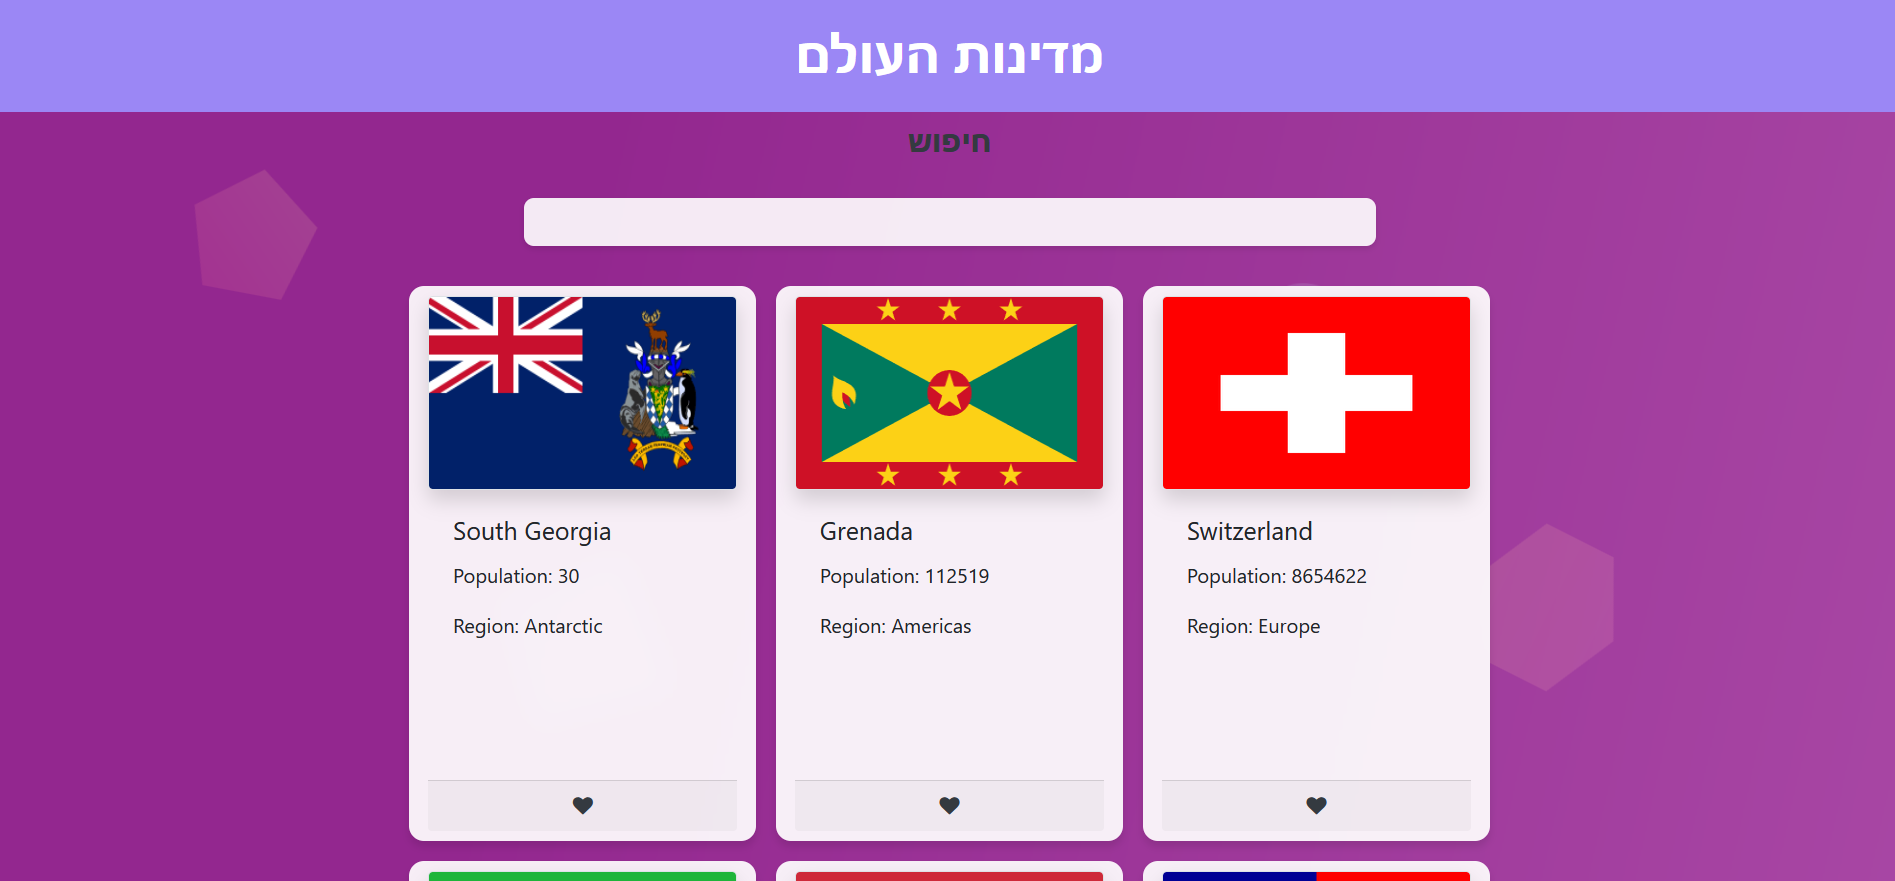 מדינות העולם
חיפוש
South Georgia
Population: 30
Region: Antarctic
Grenada
Population: 112519
Region: Americas
Switzerland
Population: 8654622
Region: Europe